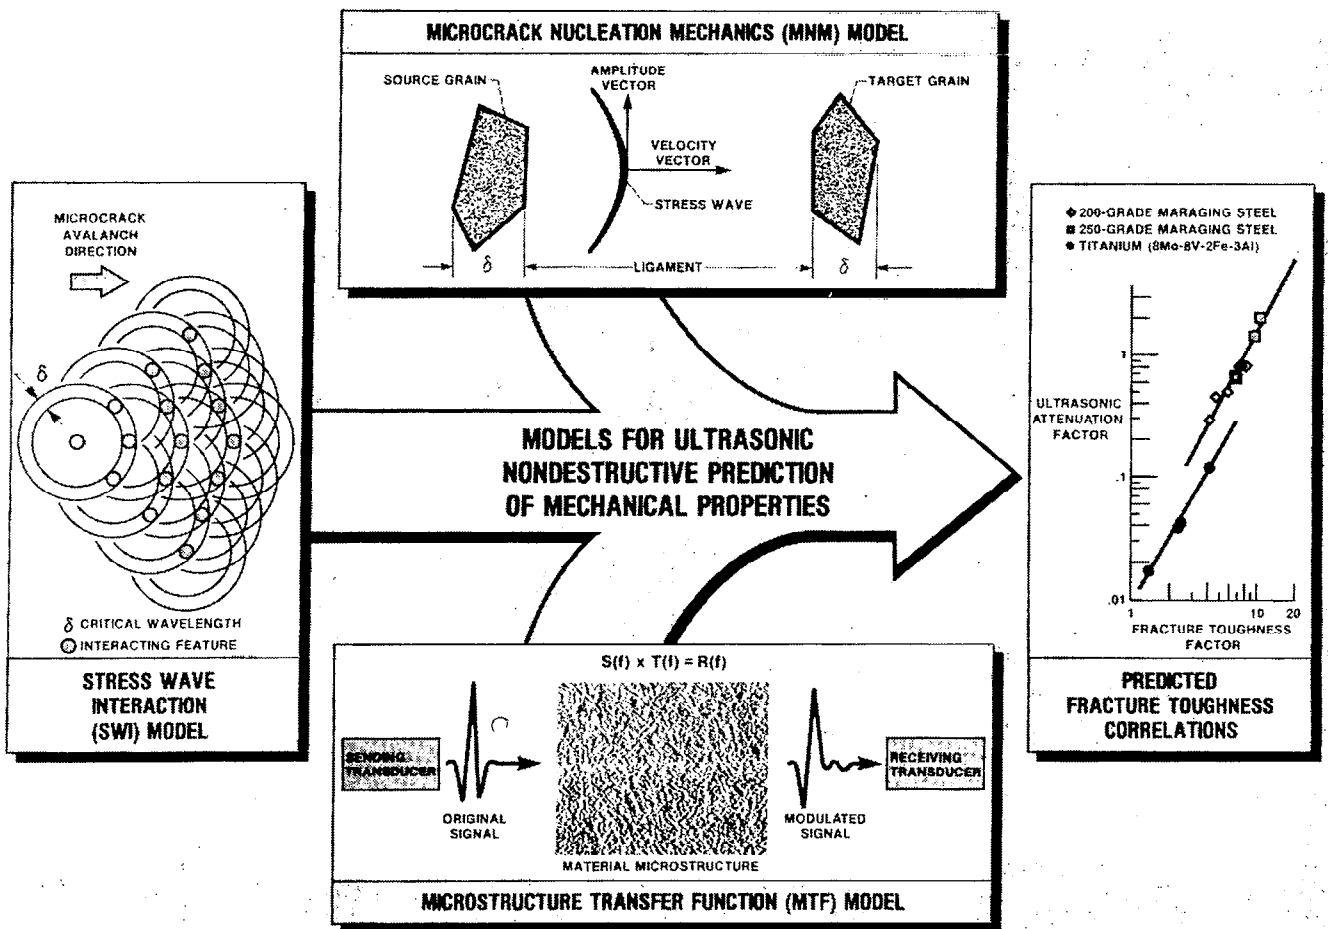 MICROCRACK NUCLEATION MECHANICS (MNM) MODEL
SOURCE GRAIN
AMPLITUDE
VECTOR
TARGET GRAIN
VELOCITY
VECTOR
STRESS WAVE
δ
LIGAMENT
δ
MICROCRACK
AVALANCH
DIRECTION
δ
δ CRITICAL WAVELENGTH
INTERACTING FEATURE
STRESS WAVE
INTERACTION
(SWI) MODEL
MODELS FOR ULTRASONIC
NONDESTRUCTIVE PREDICTION
OF MECHANICAL PROPERTIES
200-GRADE MARAGING STEEL
250-GRADE MARAGING STEEL
TITANIUM (8Mo-8V-2Fe-3Al)
1
ULTRASONIC
ATTENUATION
FACTOR
.1
.01
1
10
20
FRACTURE TOUGHNESS
FACTOR
PREDICTED
FRACTURE TOUGHNESS
CORRELATIONS
S(f) x T(f) = R(f)
SENDING
TRANSDUCER
RECEIVING
TRANSDUCER
ORIGINAL
SIGNAL
MODULATED
SIGNAL
MATERIAL MICROSTRUCTURE
MICROSTRUCTURE TRANSFER FUNCTION (MTF) MODEL